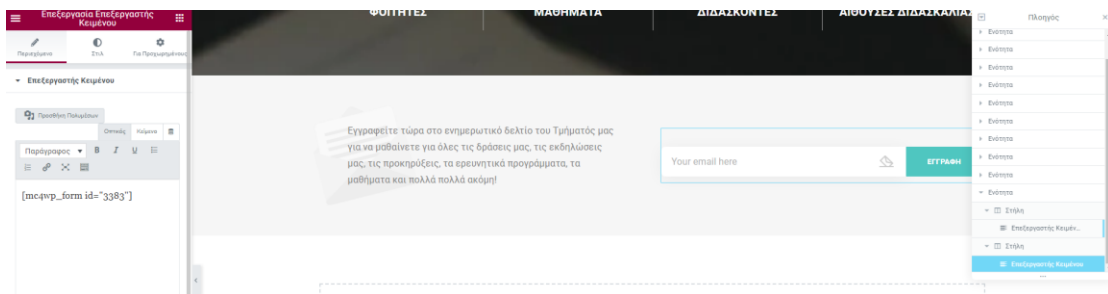 Επεξεργασία Επεξεργαστής
Κειμένου
Περιεχόμενο
Στιλ
Για Προχωρημένους
Επεξεργαστής Κειμένου
Προσθήκη Πολυμέσων
Οπτικός
Κείμενο
Παράγραφος
B I U
[mc4wp_form id="3383"]
ΦΟΙΤΗΤΕΣ
ΜΑΘΗΜΑΤΑ
ΔΙΔΑΣΚΟΝΤΕΣ
ΑΙΘΟΥΣΕΣ ΔΙΔΑΣΚΑΛΙΑΣ
Εγγραφείτε τώρα στο ενημερωτικό δελτίο του Τμήματός μας
για να μαθαίνετε για όλες τις δράσεις μας, τις εκδηλώσεις
μας, τις προκηρύξεις, τα ερευνητικά προγράμματα, τα
μαθήματα και πολλά πολλά ακόμη!
Your email here
ΕΓΓΡΑΦΗ
Πλοηγός
Ενότητα
Ενότητα
Ενότητα
Ενότητα
Ενότητα
Ενότητα
Ενότητα
Ενότητα
Ενότητα
Ενότητα
Στήλη
Επεξεργαστής Κειμέν...
Στήλη
Επεξεργαστής Κειμένου